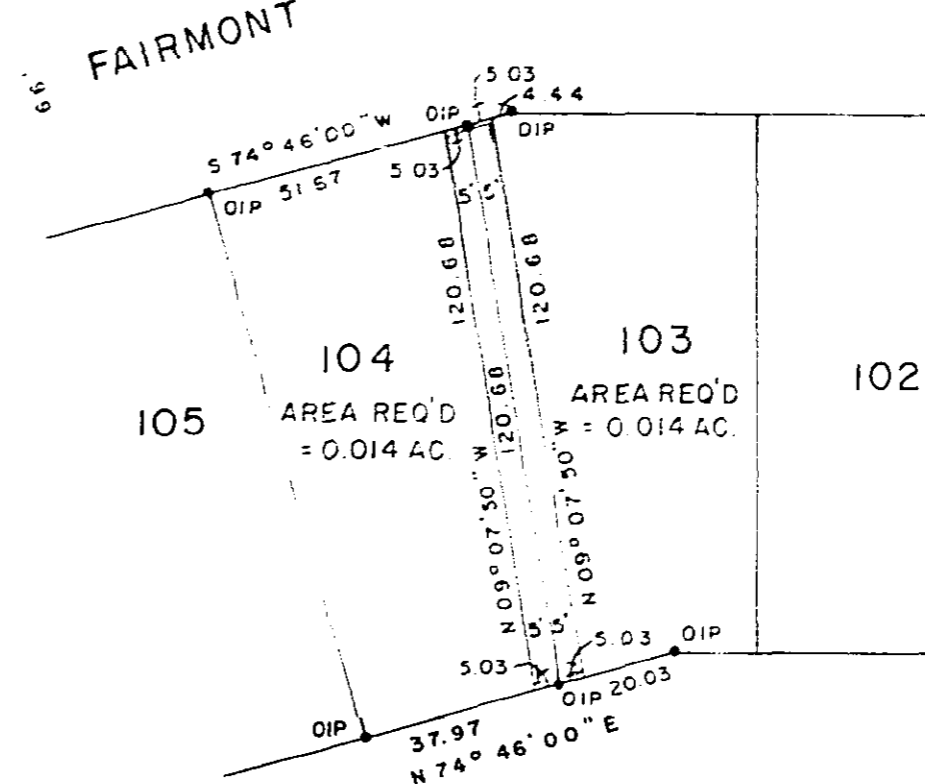 FAIRMONT
66'
S 74° 46' 00" W
OIP 51.67
OIP
5.03
4.44
OIP
5.03
5' 5'
120.68
120.68
120.68
N 09° 07' 50" W
N 09° 07' 50" W
105
104
AREA REQ'D
= 0.014 AC.
103
AREA REQ'D
= 0.014 AC.
102
5' 5'
5.03
5.03
OIP
OIP 20.03
OIP
37.97
N 74° 46' 00" E